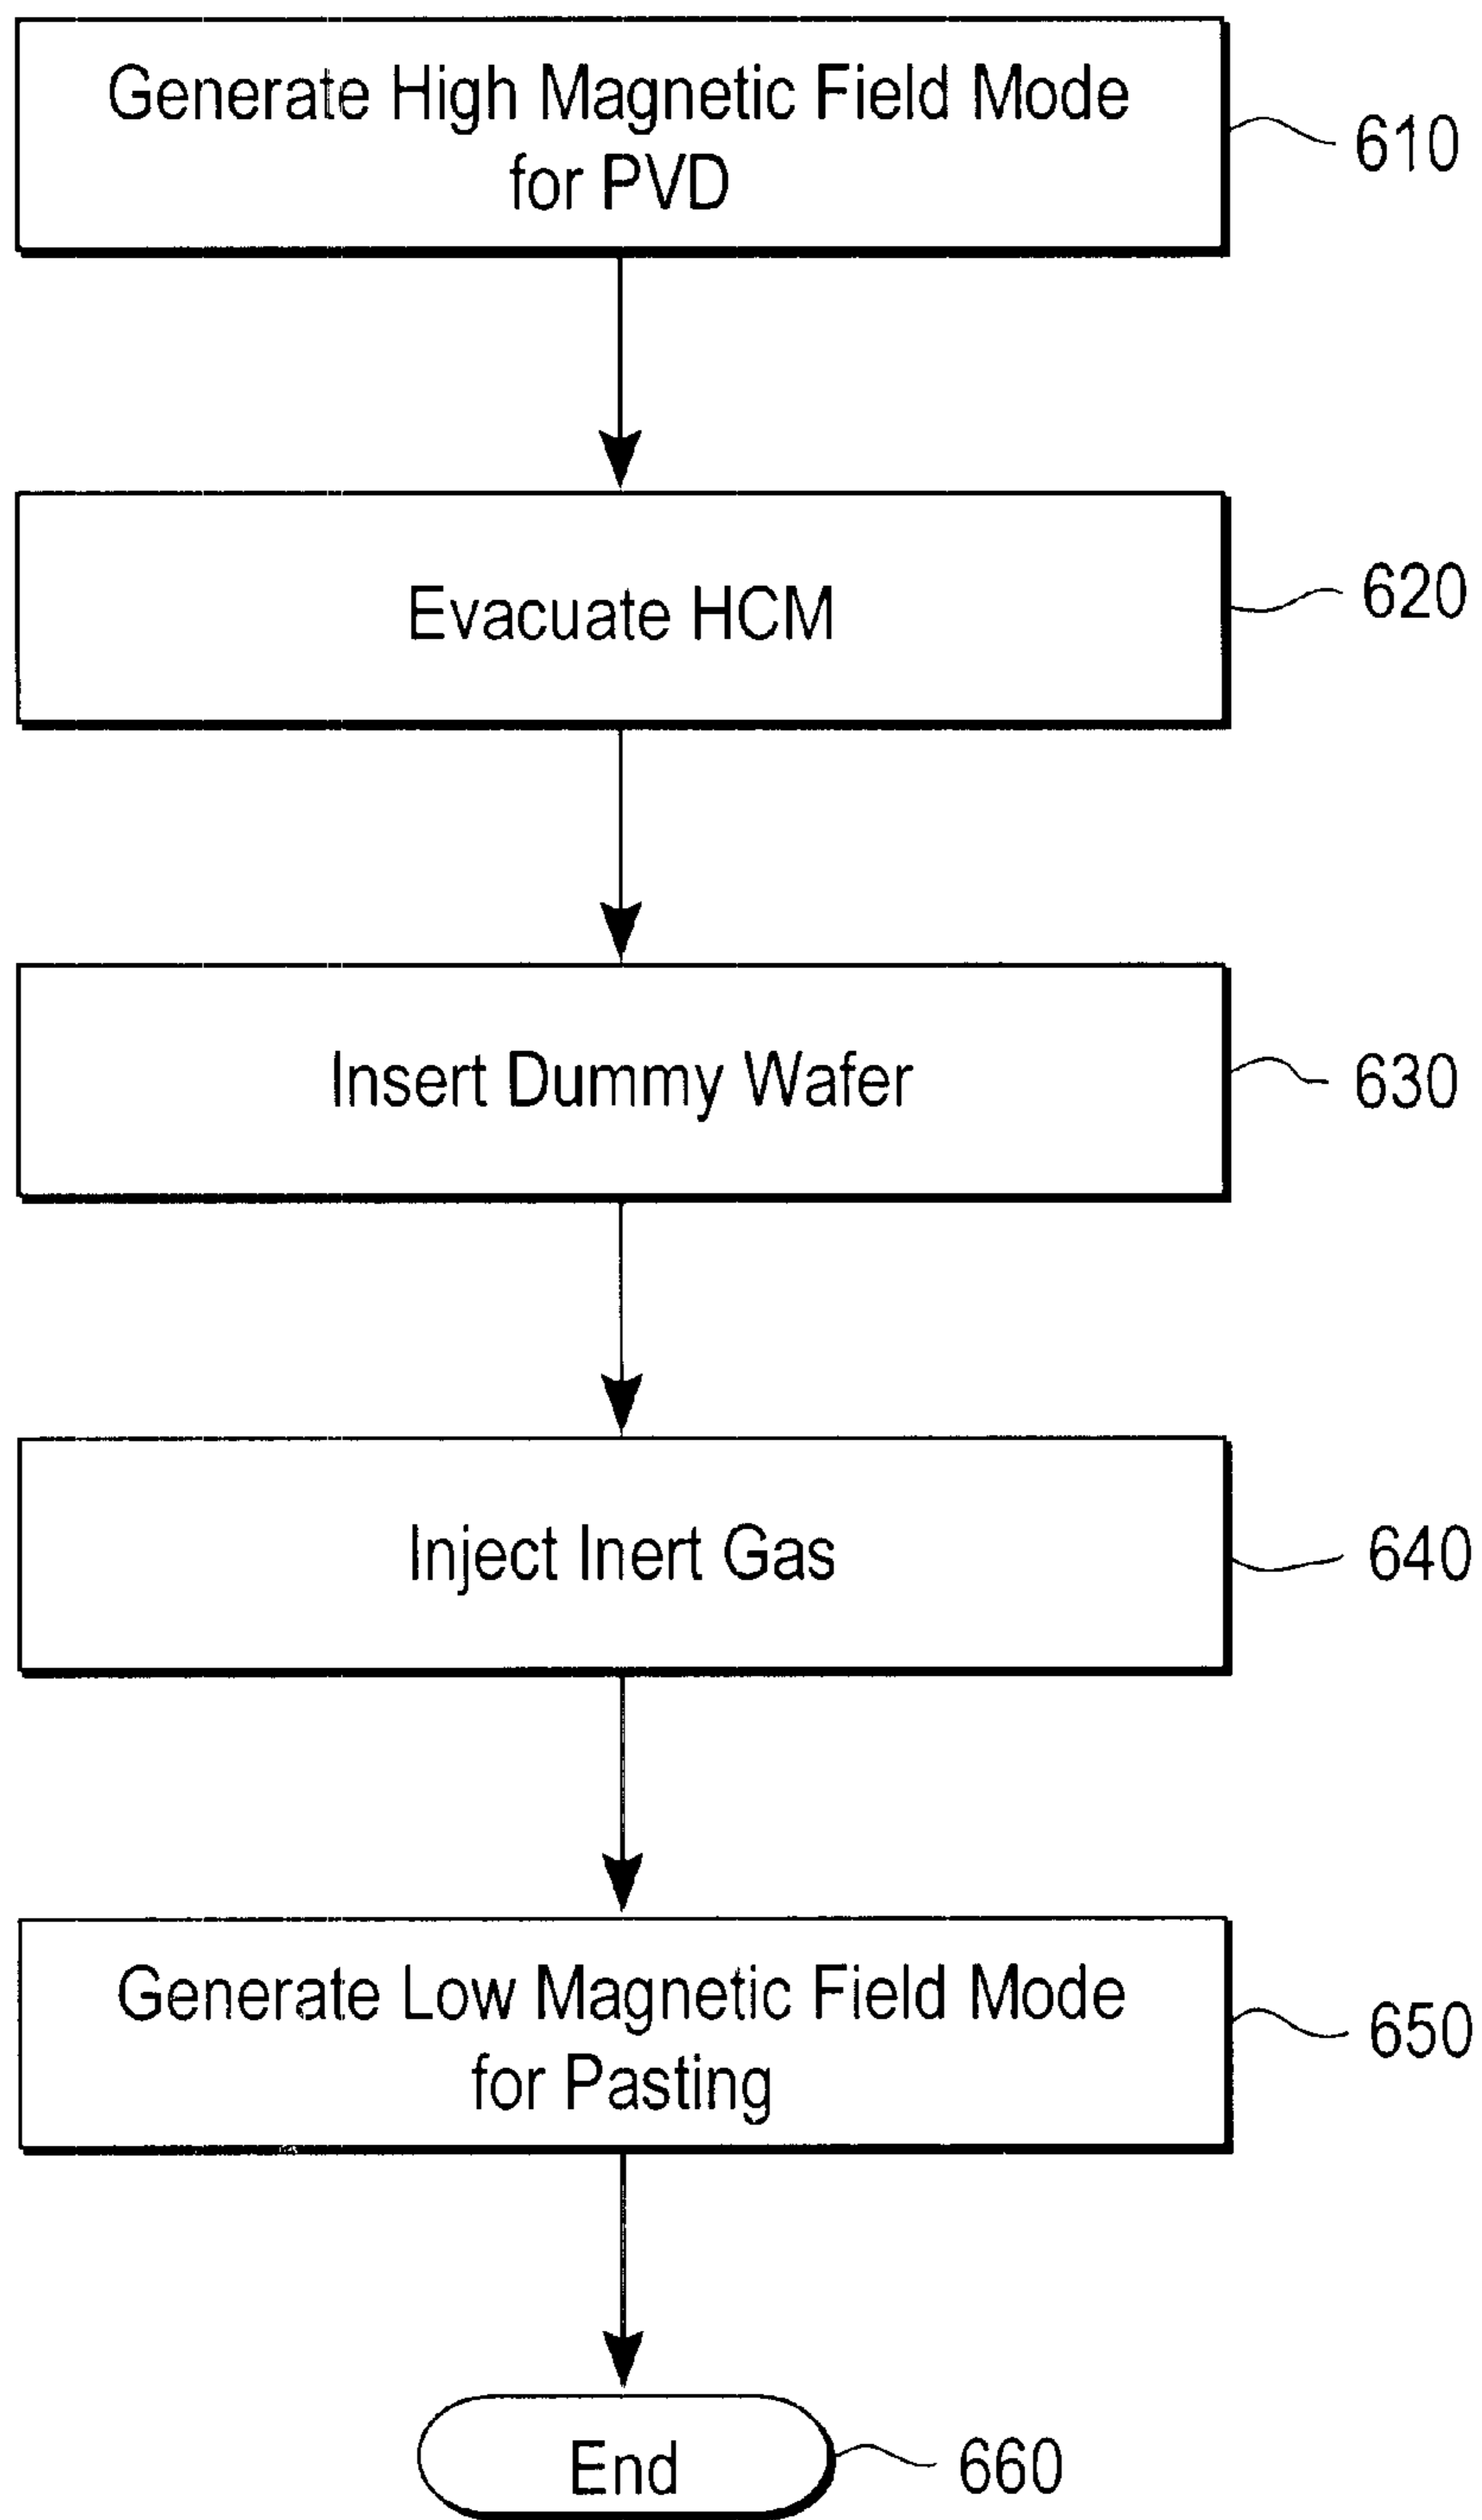 Generate High Magnetic Field Mode
for PVD
610
Evacuate HCM
620
Insert Dummy Wafer
630
Inject Inert Gas
640
Generate Low Magnetic Field Mode
for Pasting
650
End
660